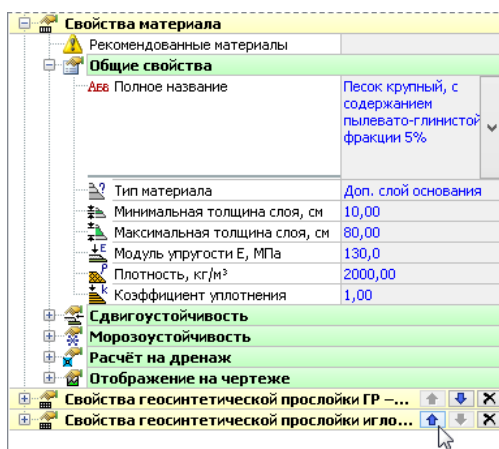 Свойства материала
Рекомендованные материалы
Общие свойства
Абв Полное название
Песок крупный, с
содержанием
пылевато-глинистой
фракции 5%
Тип материала Доп. слой основания
Минимальная толщина слоя, см 10,00
Максимальная толщина слоя, см 80,00
Модуль упругости E, МПа 130,0
Плотность, кг/м³ 2000,00
Коэффициент уплотнения 1,00
Сдвигоустойчивость
Морозоустойчивость
Расчёт на дренаж
Отображение на чертеже
Свойства геосинтетической прослойки ГР –...
Свойства геосинтетической прослойки игло...